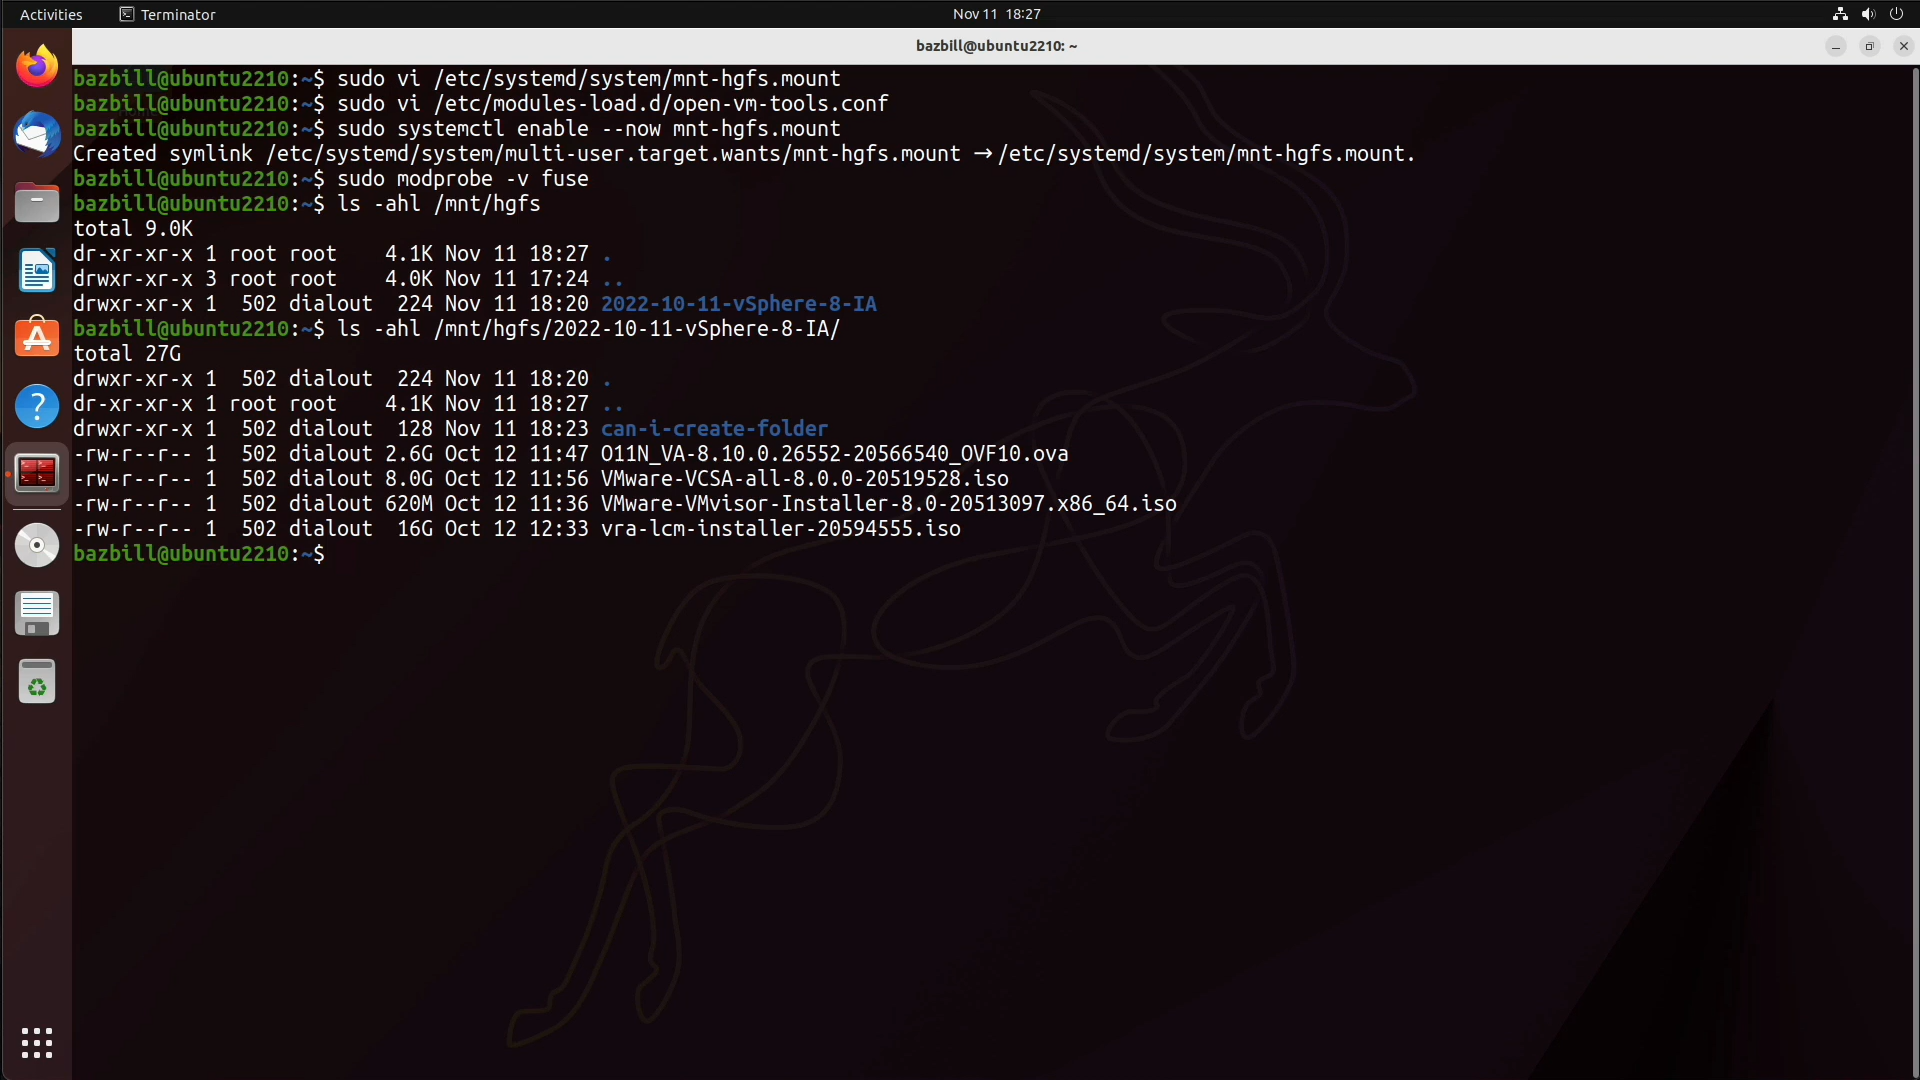 Activities
Terminator
Nov 11 18:27
bazbill@ubuntu2210: ~
bazbill@ubuntu2210:~$ sudo vi /etc/systemd/system/mnt-hgfs.mount
bazbill@ubuntu2210:~$ sudo vi /etc/modules-load.d/open-vm-tools.conf
bazbill@ubuntu2210:~$ sudo systemctl enable --now mnt-hgfs.mount
Created symlink /etc/systemd/system/multi-user.target.wants/mnt-hgfs.mount → /etc/systemd/system/mnt-hgfs.mount.
bazbill@ubuntu2210:~$ sudo modprobe -v fuse
bazbill@ubuntu2210:~$ ls -ahl /mnt/hgfs
total 9.0K
dr-xr-xr-x 1 root root    4.1K Nov 11 18:27 .
drwxr-xr-x 3 root root    4.0K Nov 11 17:24 ..
drwxr-xr-x 1  502 dialout  224 Nov 11 18:20 2022-10-11-vSphere-8-IA
bazbill@ubuntu2210:~$ ls -ahl /mnt/hgfs/2022-10-11-vSphere-8-IA/
total 27G
drwxr-xr-x 1  502 dialout  224 Nov 11 18:20 .
dr-xr-xr-x 1 root root    4.1K Nov 11 18:27 ..
drwxr-xr-x 1  502 dialout  128 Nov 11 18:23 can-i-create-folder
-rw-r--r-- 1  502 dialout 2.6G Oct 12 11:47 O11N_VA-8.10.0.26552-20566540_OVF10.ova
-rw-r--r-- 1  502 dialout 8.0G Oct 12 11:56 VMware-VCSA-all-8.0.0-20519528.iso
-rw-r--r-- 1  502 dialout 620M Oct 12 11:36 VMware-VMvisor-Installer-8.0-20513097.x86_64.iso
-rw-r--r-- 1  502 dialout  16G Oct 12 12:33 vra-lcm-installer-20594555.iso
bazbill@ubuntu2210:~$